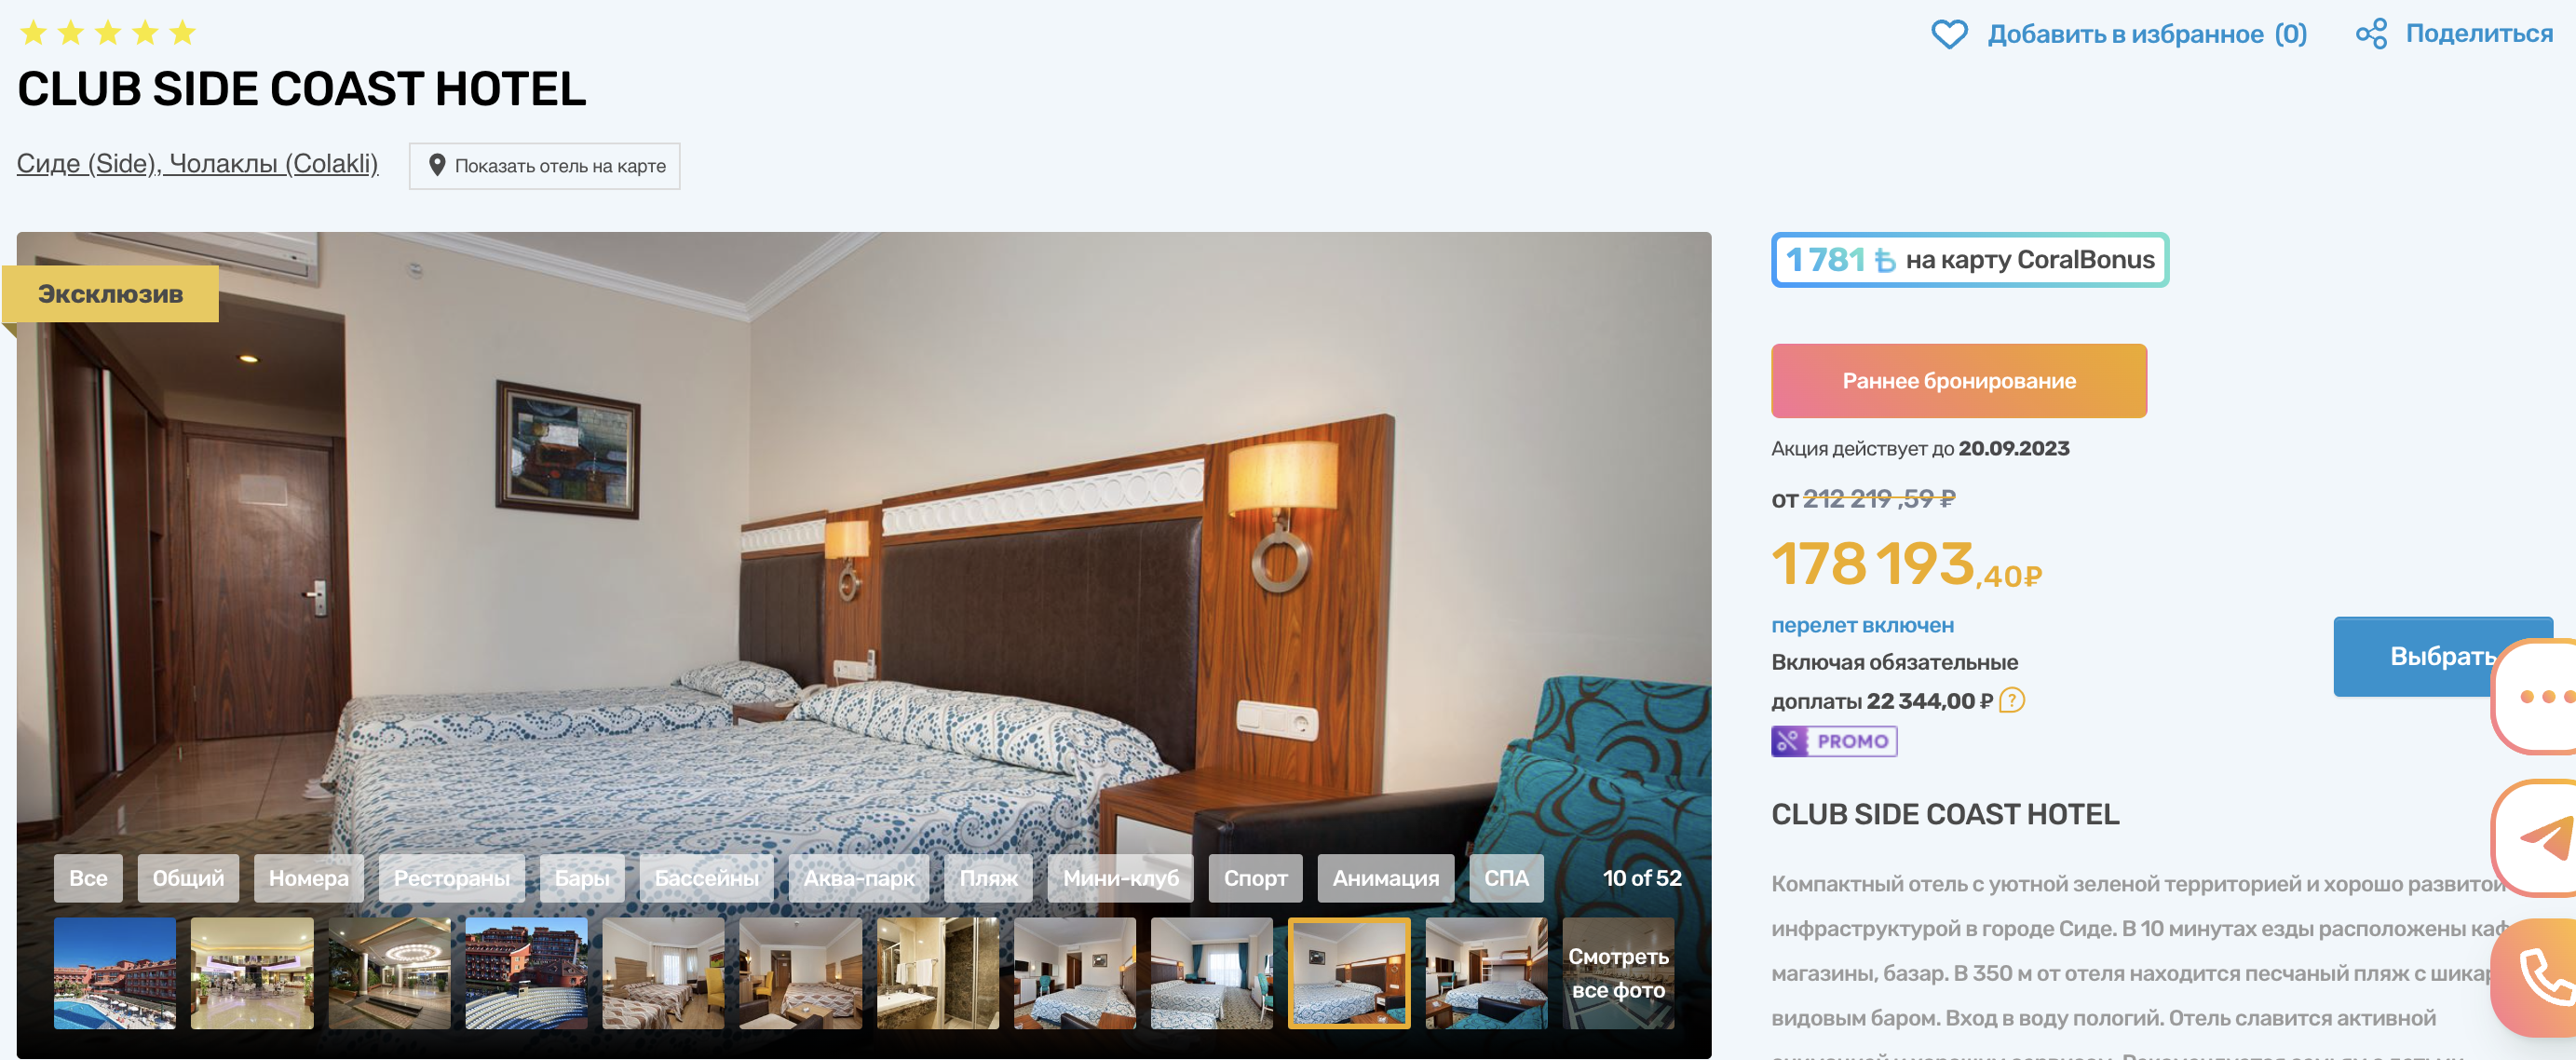 Добавить в избранное (0)
Поделиться
CLUB SIDE COAST HOTEL
Сиде (Side), Чолаклы (Colakli)
Показать отель на карте
Эксклюзив
1 781 на карту CoralBonus
Раннее бронирование
Акция действует до 20.09.2023
от 212 219 ,59 ₽
178 193,40₽
перелет включен
Включая обязательные
доплаты 22 344,00 ₽ ?
Выбрать
PROMO
CLUB SIDE COAST HOTEL
Компактный отель с уютной зеленой территорией и хорошо развитой
инфраструктурой в городе Сиде. В 10 минутах езды расположены
магазины, базар. В 350 м от отеля находится песчаный пляж с
видовым баром. Вход в воду пологий. Отель славится активной
Все
Общий
Номера
Рестораны
Бары
Бассейны
Аква-парк
Пляж
Мини-клуб
Спорт
Анимация
СПА
10 of 52
Смотреть
все фото